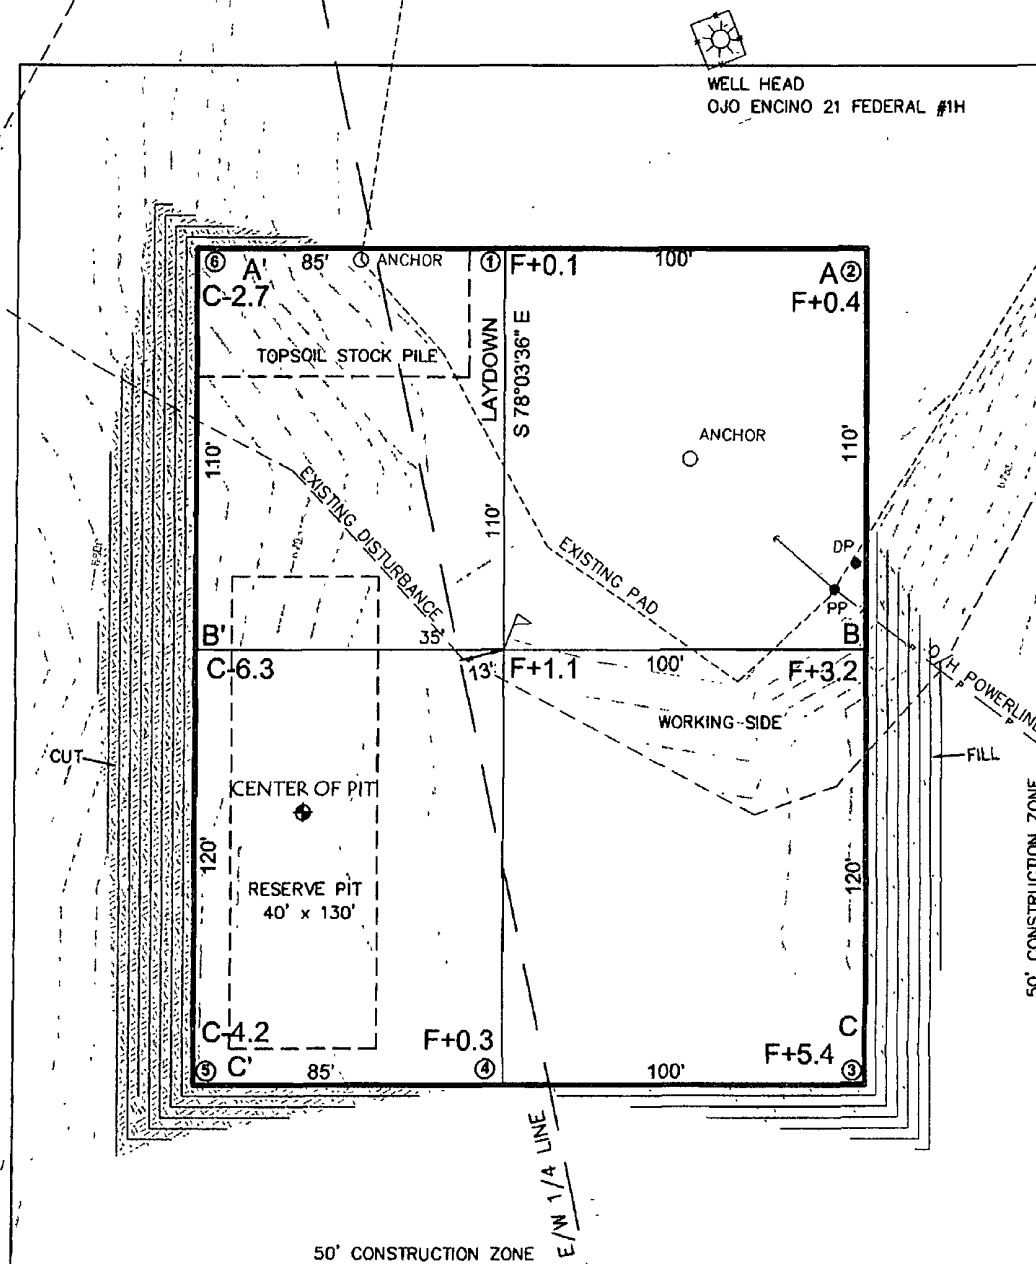 WELL HEAD
OJO ENCINO 21 FEDERAL #1H
⑥
A'
85'
ANCHOR
①
F+0.1
100'
A②
C-2.7
F+0.4
TOPSOIL STOCK PILE
LAYDOWN
S 78°03'36" E
110'
110'
110'
ANCHOR
EXISTING DISTURBANCE
EXISTING PAD
DP
PP
B'
35'
B
C-6.3
13'
F+1.1
100'
F+3.2
O/H POWERLINE
P
P
WORKING SIDE
CUT
FILL
CENTER OF PIT
50' CONSTRUCTION ZONE
120'
120'
RESERVE PIT
40' x 130'
C-4.2
F+0.3
C
F+5.4
⑤
C'
85'
④
100'
③
E/W 1/4 LINE
50' CONSTRUCTION ZONE